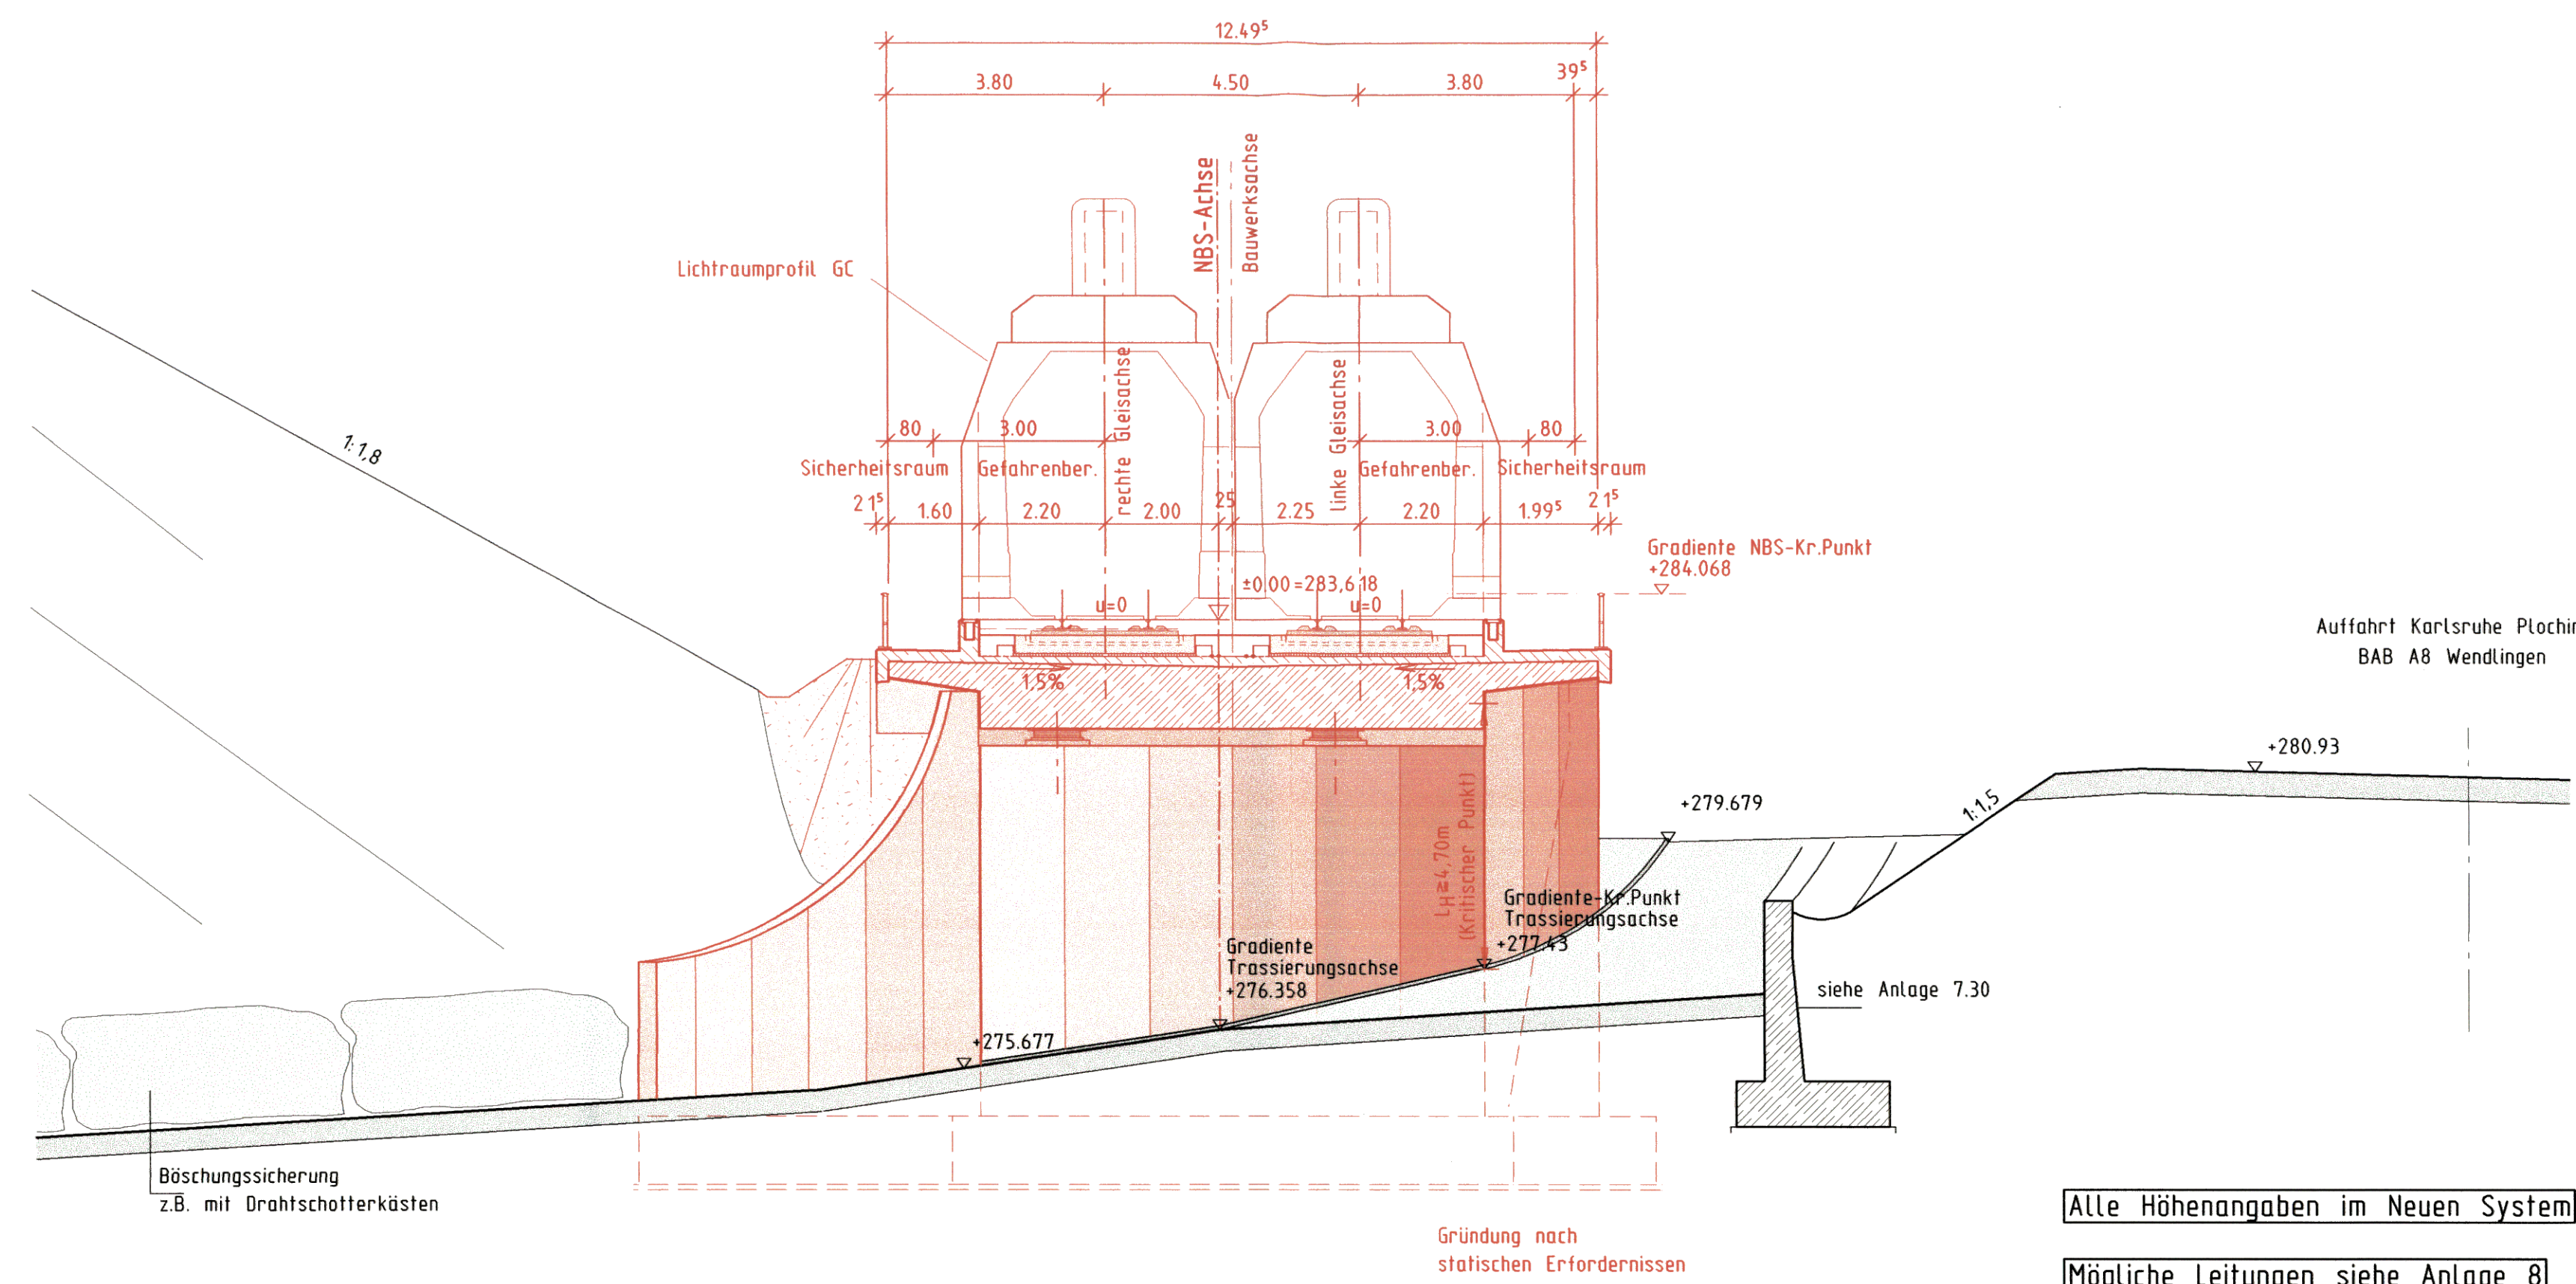 12.49⁵
3.80 4.50 3.80 39⁵
NBS-Achse
Bauwerksachse
Lichtraumprofil GC
rechte Gleisachse
linke Gleisachse
1:1,8
80 3.00 3.00 80
Sicherheitsraum Gefahrenber. Gefahrenber. Sicherheitsraum
21⁵ 1.60 2.20 2.00 25 2.25 2.20 1.99⁵ 21⁵
Gradiente NBS-Kr.Punkt
+284.068
±0.00=283,618
u=0 u=0
Auffahrt Karlsruhe Plochin
BAB A8 Wendlingen
1,5% 1,5%
+280.93
+279.679
1:1,5
LH≥4,70m
(Kritischer Punkt)
Gradiente-Kr.Punkt
Trassierungsachse
+277.43
Gradiente
Trassierungsachse
+276.358
siehe Anlage 7.30
+275.677
Böschungssicherung
z.B. mit Drahtschotterkästen
Alle Höhenangaben im Neuen System
Gründung nach
statischen Erfordernissen
Mögliche Leitungen siehe Anlage 8